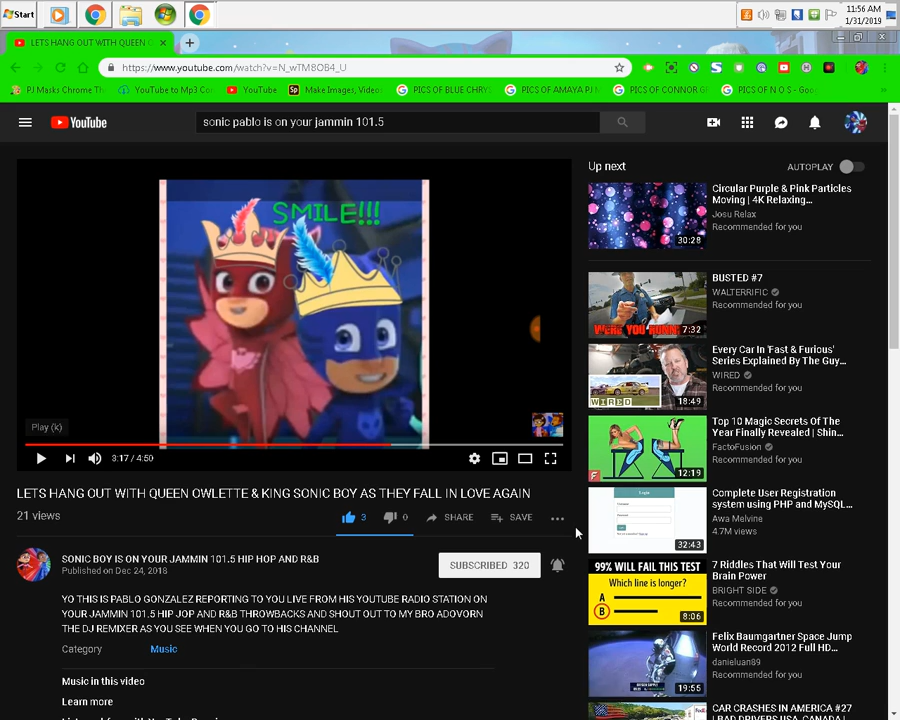 Start
11:56 AM
1/31/2019
LETS HANG OUT WITH QUEEN O
https://www.youtube.com/watch?v=N_wTM8OB4_U
PJ Masks Chrome Th
YouTube to Mp3 Co
YouTube
Make Images, Video
PICS OF BLUE CHRY
PICS OF AMAYA PJ M
PICS OF CONNOR G
PICS OF N O S - Goo
YouTube
sonic pablo is on your jammin 101.5
SMILE!!!
Play (k)
3:17 / 4:50
LETS HANG OUT WITH QUEEN OWLETTE & KING SONIC BOY AS THEY FALL IN LOVE AGAIN
21 views
3
0
SHARE
SAVE
SONIC BOY IS ON YOUR JAMMIN 101.5 HIP HOP AND R&B
Published on Dec 24, 2018
SUBSCRIBED 320
YO THIS IS PABLO GONZALEZ REPORTING TO YOU LIVE FROM HIS YOUTUBE RADIO STATION ON
YOUR JAMMIN 101.5 HIP JOP AND R&B THROWBACKS AND SHOUT OUT TO MY BRO ADOVORN
THE DJ REMIXER AS YOU SEE WHEN YOU GO TO HIS CHANNEL
Category
Music
Music in this video
Learn more
Up next
AUTOPLAY
Circular Purple & Pink Particles
Moving | 4K Relaxing...
Josu Relax
Recommended for you
30:28
BUSTED #7
WALTERRIFIC
Recommended for you
WERE YOU
7:32
Every Car in 'Fast & Furious'
Series Explained By The Guy...
WIRED
Recommended for you
WIRED
18:49
Top 10 Magic Secrets Of The
Year Finally Revealed | Shin...
FactoFusion
Recommended for you
12:19
Complete User Registration
system using PHP and MySQL...
Awa Melvine
4.7M views
Login
32:43
99% WILL FAIL THIS TEST
Which line is longer?
A
B
8:06
7 Riddles That Will Test Your
Brain Power
BRIGHT SIDE
Recommended for you
Felix Baumgartner Space Jump
World Record 2012 Full HD...
danieluan89
Recommended for you
19:55
CAR CRASHES IN AMERICA #27